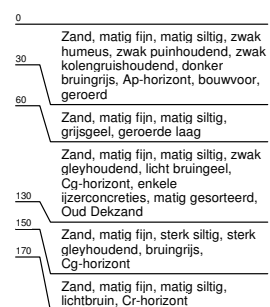 0
Zand, matig fijn, matig siltig, zwak
humeus, zwak puinhoudend, zwak
kolengruishoudend, donker
bruingrijs, Ap-horizont, bouwvoor,
geroerd
30
Zand, matig fijn, matig siltig,
grijsgeel, geroerde laag
60
Zand, matig fijn, matig siltig, zwak
gleyhoudend, licht bruingeel,
Cg-horizont, enkele
ijzerconcreties, matig gesorteerd,
Oud Dekzand
130
Zand, matig fijn, sterk siltig, sterk
gleyhoudend, bruingrijs,
Cg-horizont
150
Zand, matig fijn, matig siltig,
lichtbruin, Cr-horizont
170